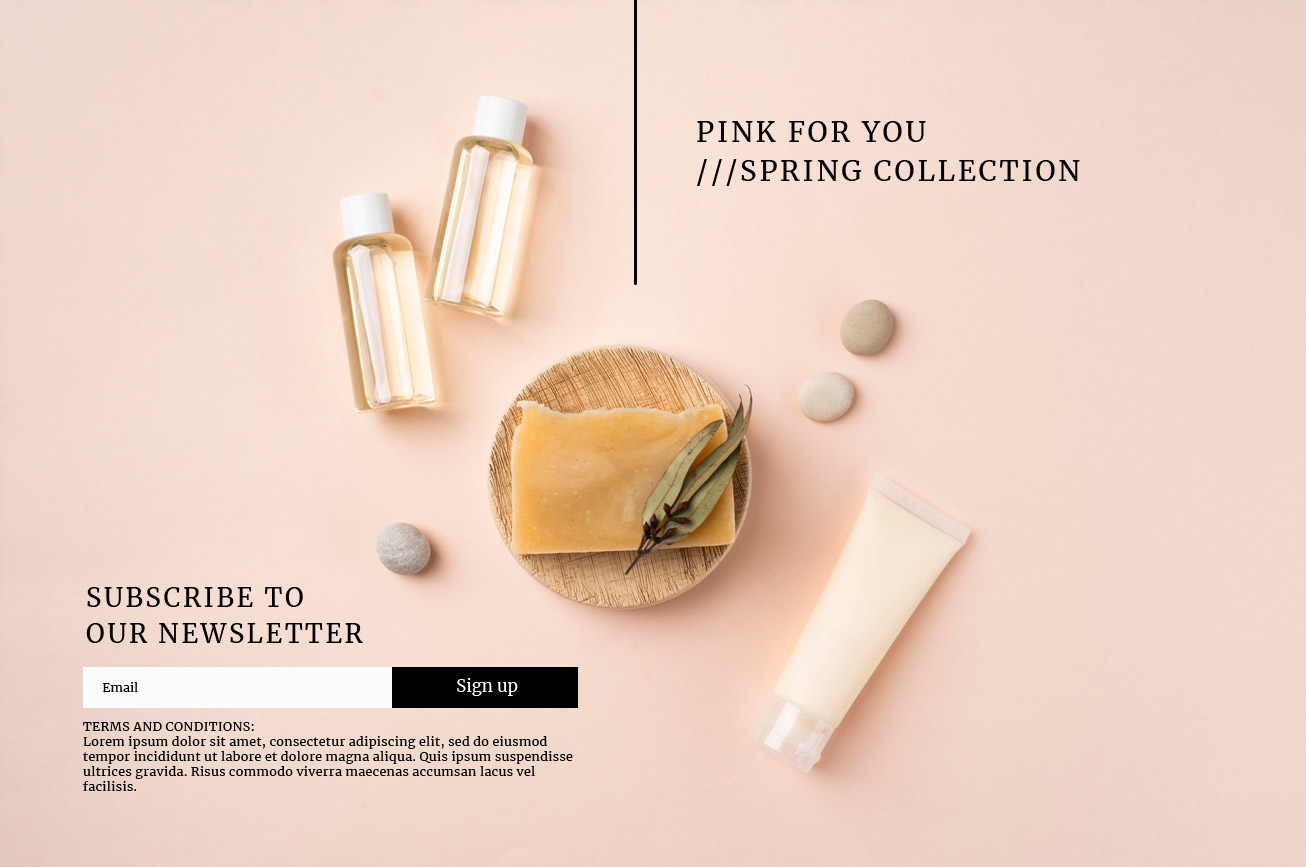 PINK FOR YOU
///SPRING COLLECTION
SUBSCRIBE TO
OUR NEWSLETTER
Email
Sign up
TERMS AND CONDITIONS:
Lorem ipsum dolor sit amet, consectetur adipiscing elit, sed do eiusmod
tempor incididunt ut labore et dolore magna aliqua. Quis ipsum suspendisse
ultrices gravida. Risus commodo viverra maecenas accumsan lacus vel
facilisis.